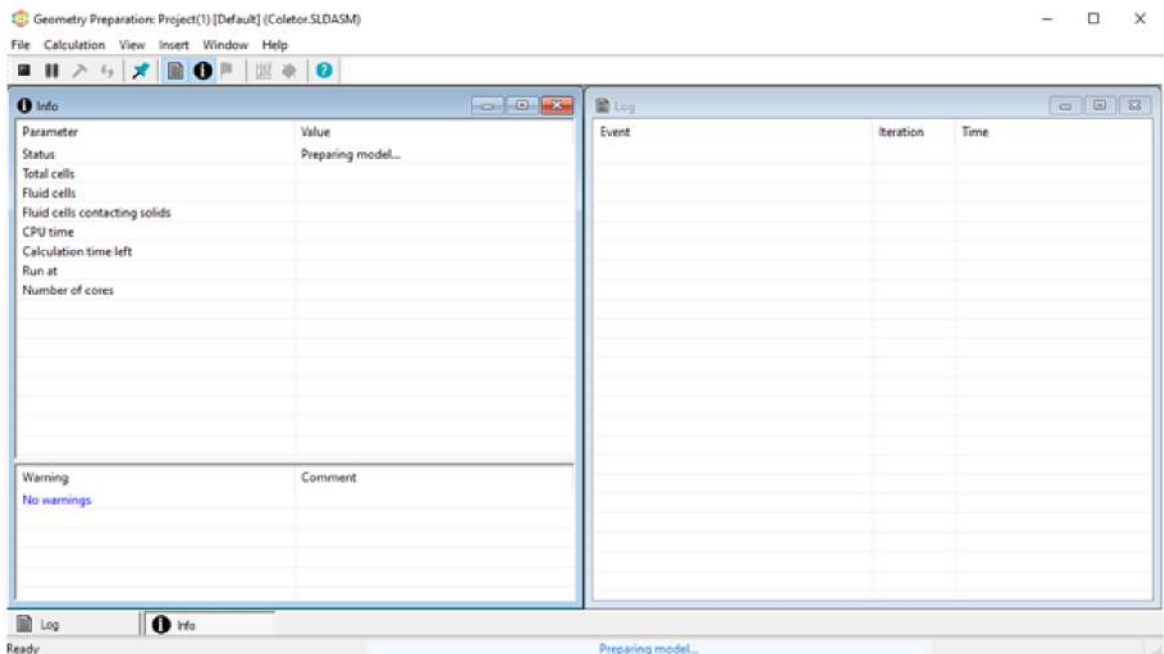 Geometry Preparation: Project(1) [Default] (Coletor.SLDASM)
File Calculation View Insert Window Help
Info
Parameter Value
Status Preparing model...
Total cells
Fluid cells
Fluid cells contacting solids
CPU time
Calculation time left
Run at
Number of cores
Warning Comment
No warnings
Log
Event Iteration Time
Log Info
Ready Preparing model...